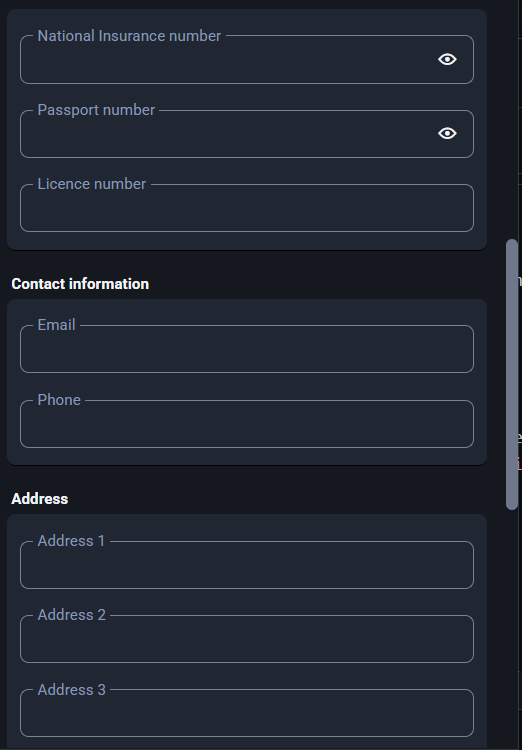 National Insurance number
Passport number
Licence number
Contact information
Email
Phone
Address
Address 1
Address 2
Address 3